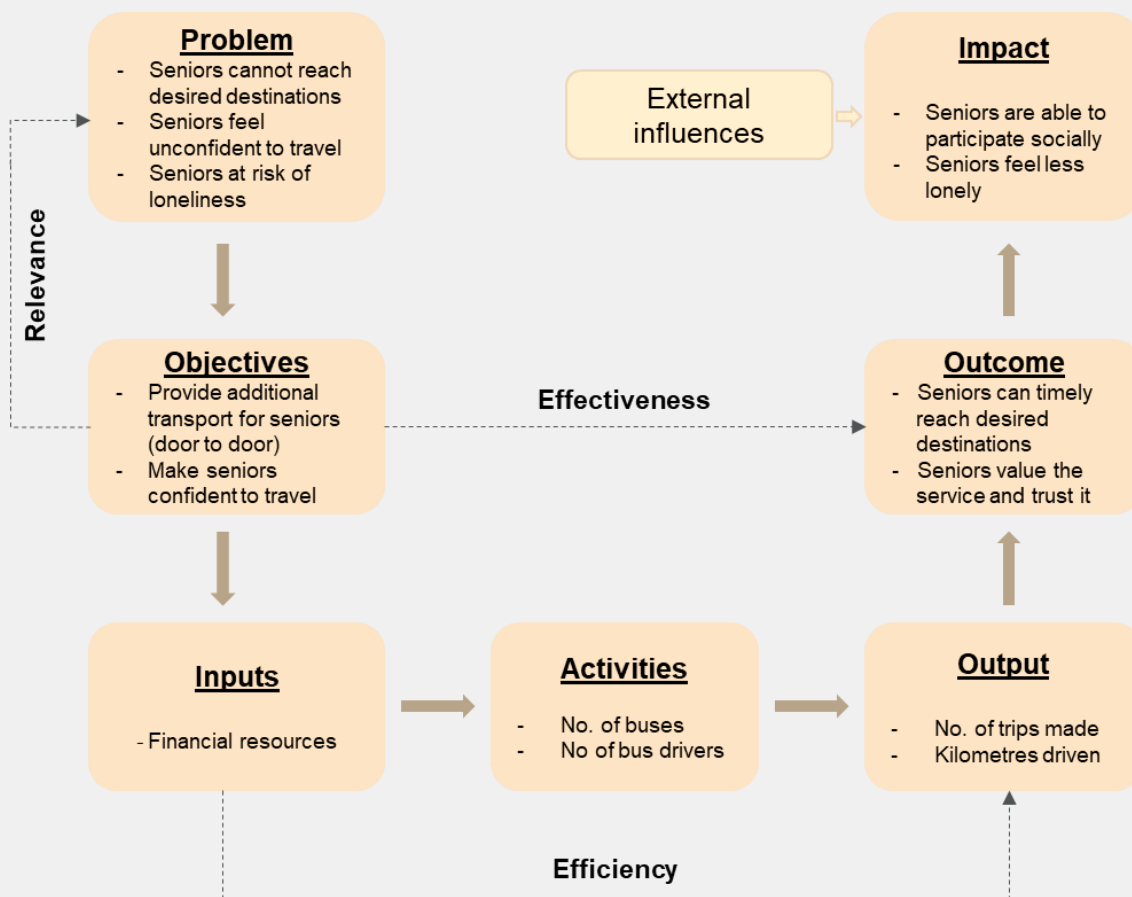 Problem
- Seniors cannot reach
desired destinations
- Seniors feel
unconfident to travel
- Seniors at risk of
loneliness
External
influences
Impact
- Seniors are able to
participate socially
- Seniors feel less
lonely
Relevance
Objectives
- Provide additional
transport for seniors
(door to door)
- Make seniors
confident to travel
Effectiveness
Outcome
- Seniors can timely
reach desired
destinations
- Seniors value the
service and trust it
Inputs
- Financial resources
Activities
- No. of buses
- No of bus drivers
Output
- No. of trips made
- Kilometres driven
Efficiency